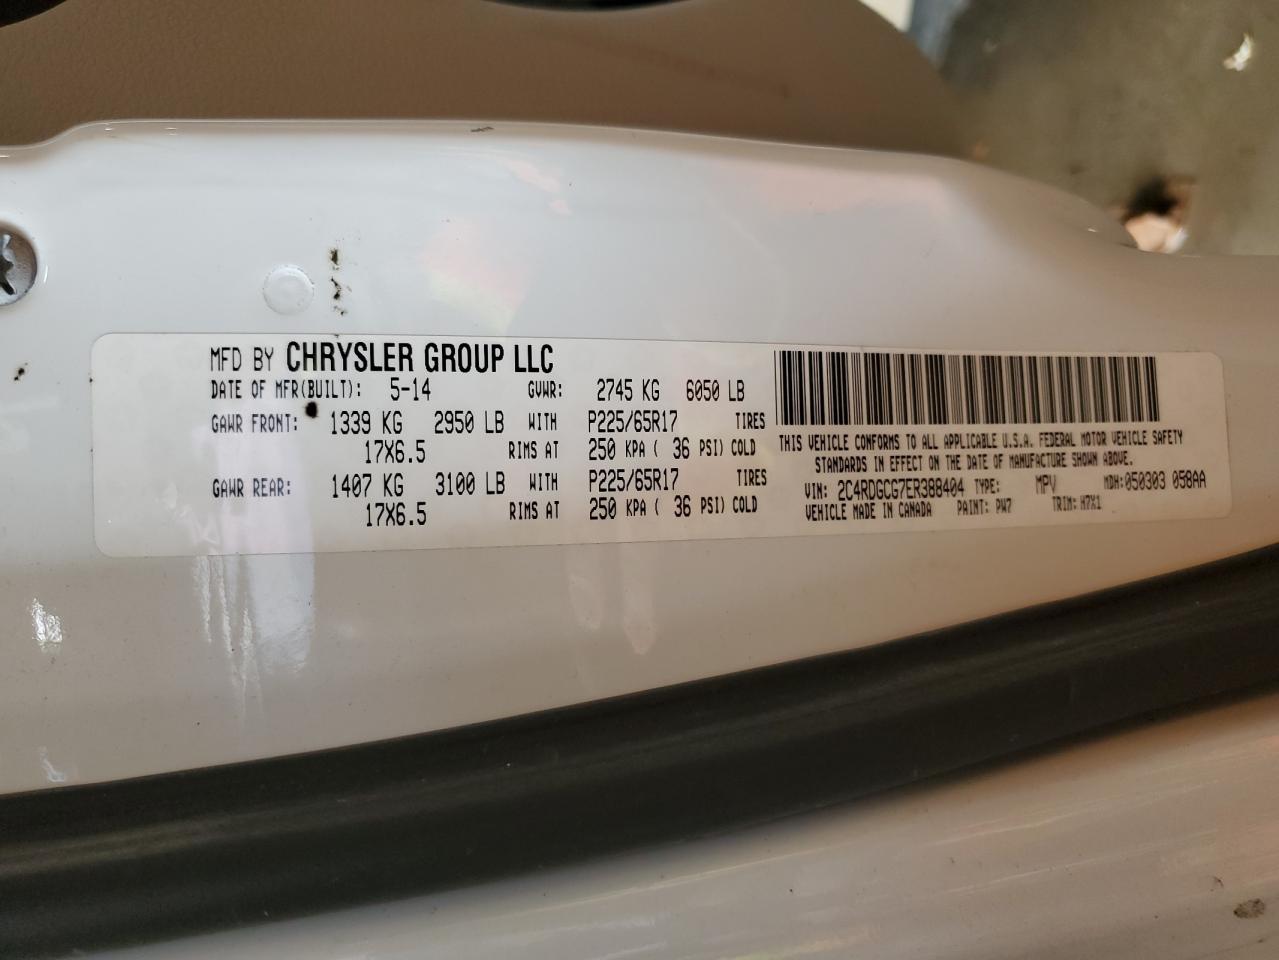 MFD BY CHRYSLER GROUP LLC
DATE OF MFR(BUILT): 5-14 GVWR: 2745 KG 6050 LB
GAWR FRONT: 1339 KG 2950 LB WITH P225/65R17 TIRES
17X6.5 RIMS AT 250 KPA ( 36 PSI) COLD
GAWR REAR: 1407 KG 3100 LB WITH P225/65R17 TIRES
17X6.5 RIMS AT 250 KPA ( 36 PSI) COLD
THIS VEHICLE CONFORMS TO ALL APPLICABLE U.S.A. FEDERAL MOTOR VEHICLE SAFETY
STANDARDS IN EFFECT ON THE DATE OF MANUFACTURE SHOWN ABOVE.
VIN: 2C4RDGCG7ER388404 TYPE: MPV MDH: 050303 058AA
VEHICLE MADE IN CANADA PAINT: PW7 TRIM: H7X1